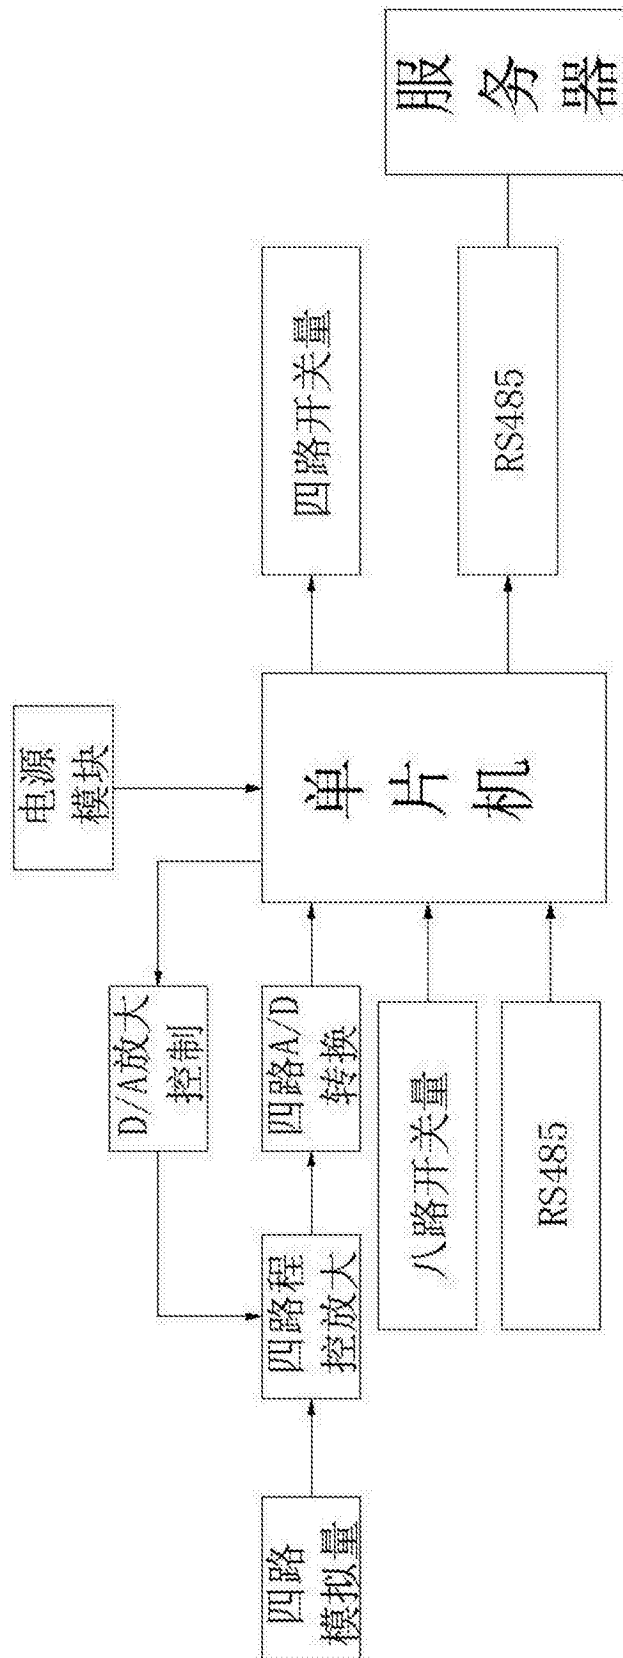 四路
模拟量
四路程
控放大
D/A放大
控制
四路A/D
转换
八路开关量
RS485
电源
模块
单片机
四路开关量
RS485
服务器